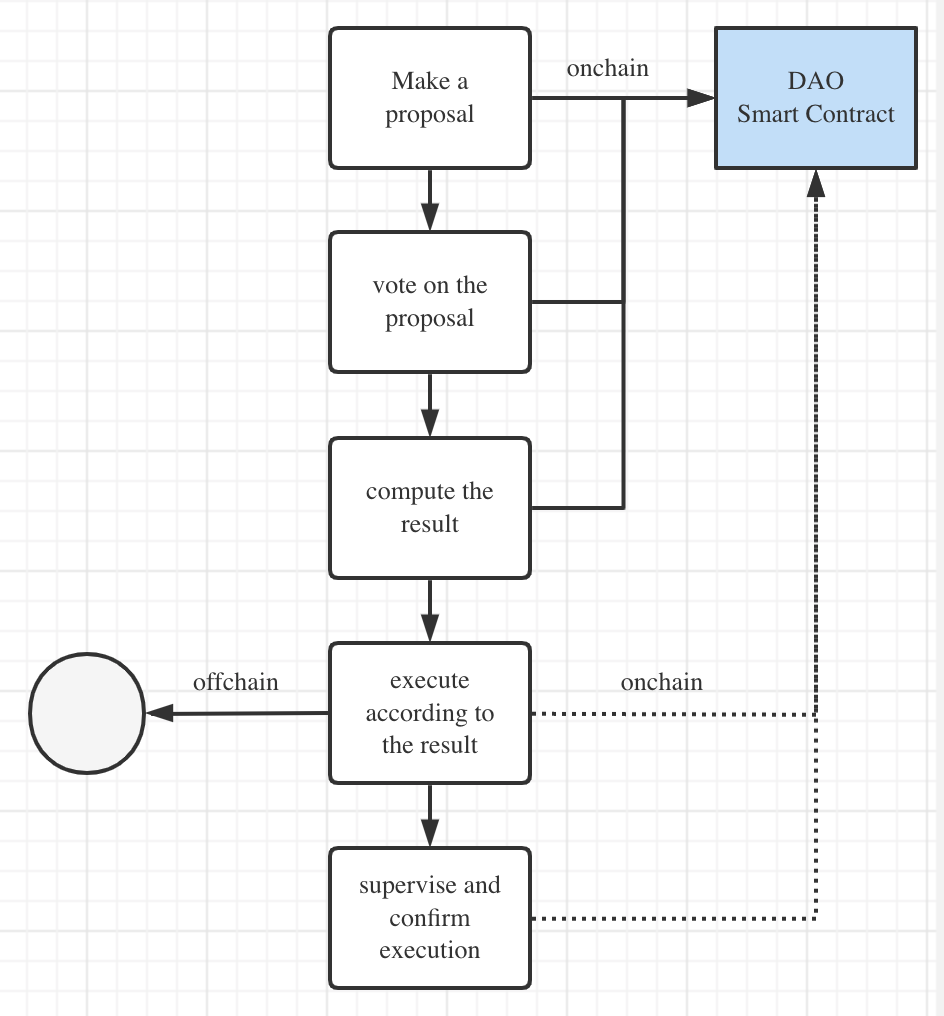 Make a
proposal
onchain
DAO
Smart Contract
vote on the
proposal
compute the
result
offchain
execute
according to
the result
onchain
supervise and
confirm
execution